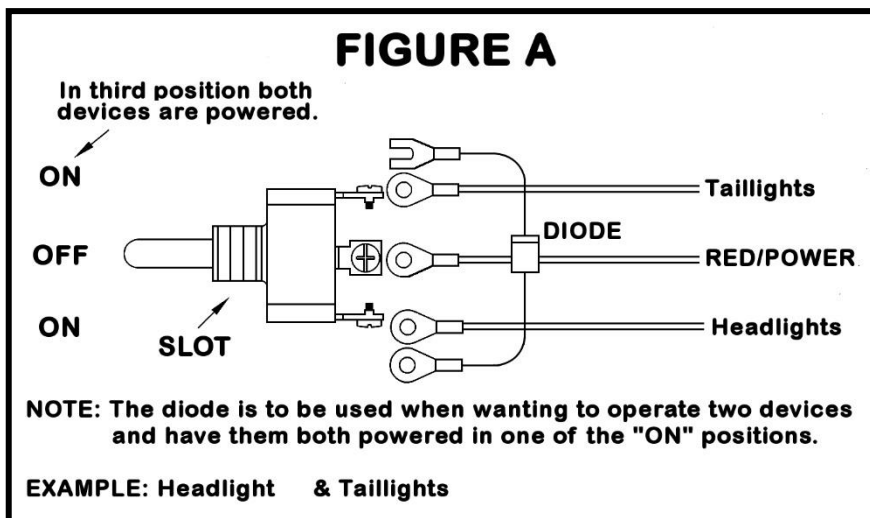 FIGURE A
In third position both
devices are powered.
ON
Taillights
DIODE
OFF
RED/POWER
ON
SLOT
Headlights
NOTE: The diode is to be used when wanting to operate two devices
and have them both powered in one of the "ON" positions.
EXAMPLE: Headlight & Taillights